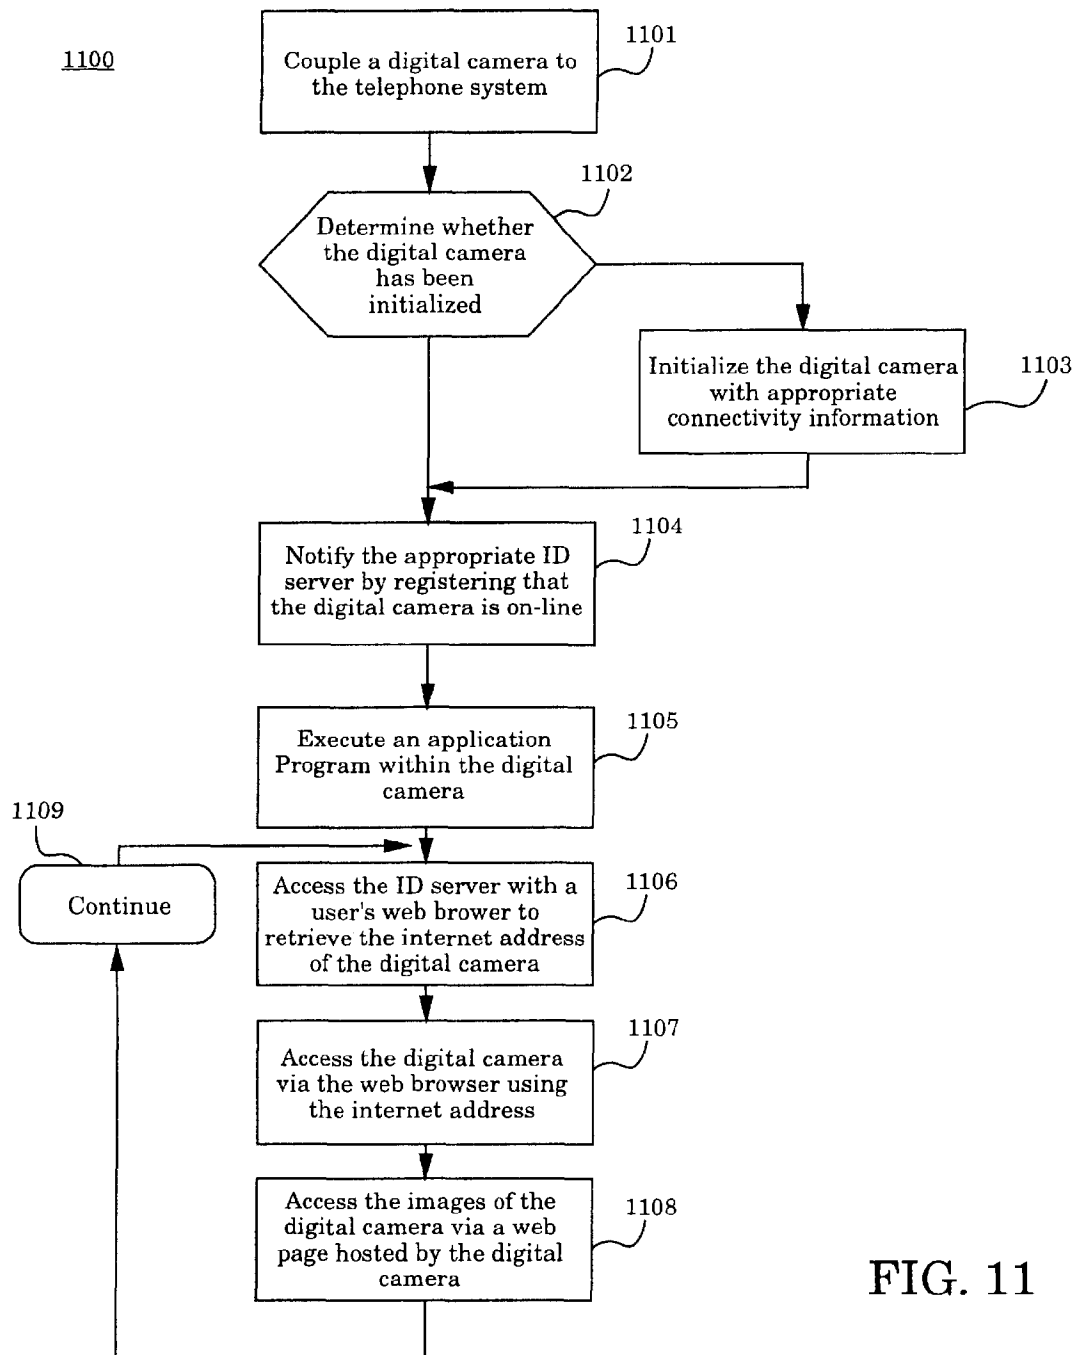 1100
1101
Couple a digital camera to
the telephone system
1102
Determine whether
the digital camera
has been
initialized
1103
Initialize the digital camera
with appropriate
connectivity information
1104
Notify the appropriate ID
server by registering that
the digital camera is on-line
1105
Execute an application
Program within the digital
camera
1109
Continue
1106
Access the ID server with a
user's web brower to
retrieve the internet address
of the digital camera
1107
Access the digital camera
via the web browser using
the internet address
1108
Access the images of the
digital camera via a web
page hosted by the digital
camera
FIG. 11